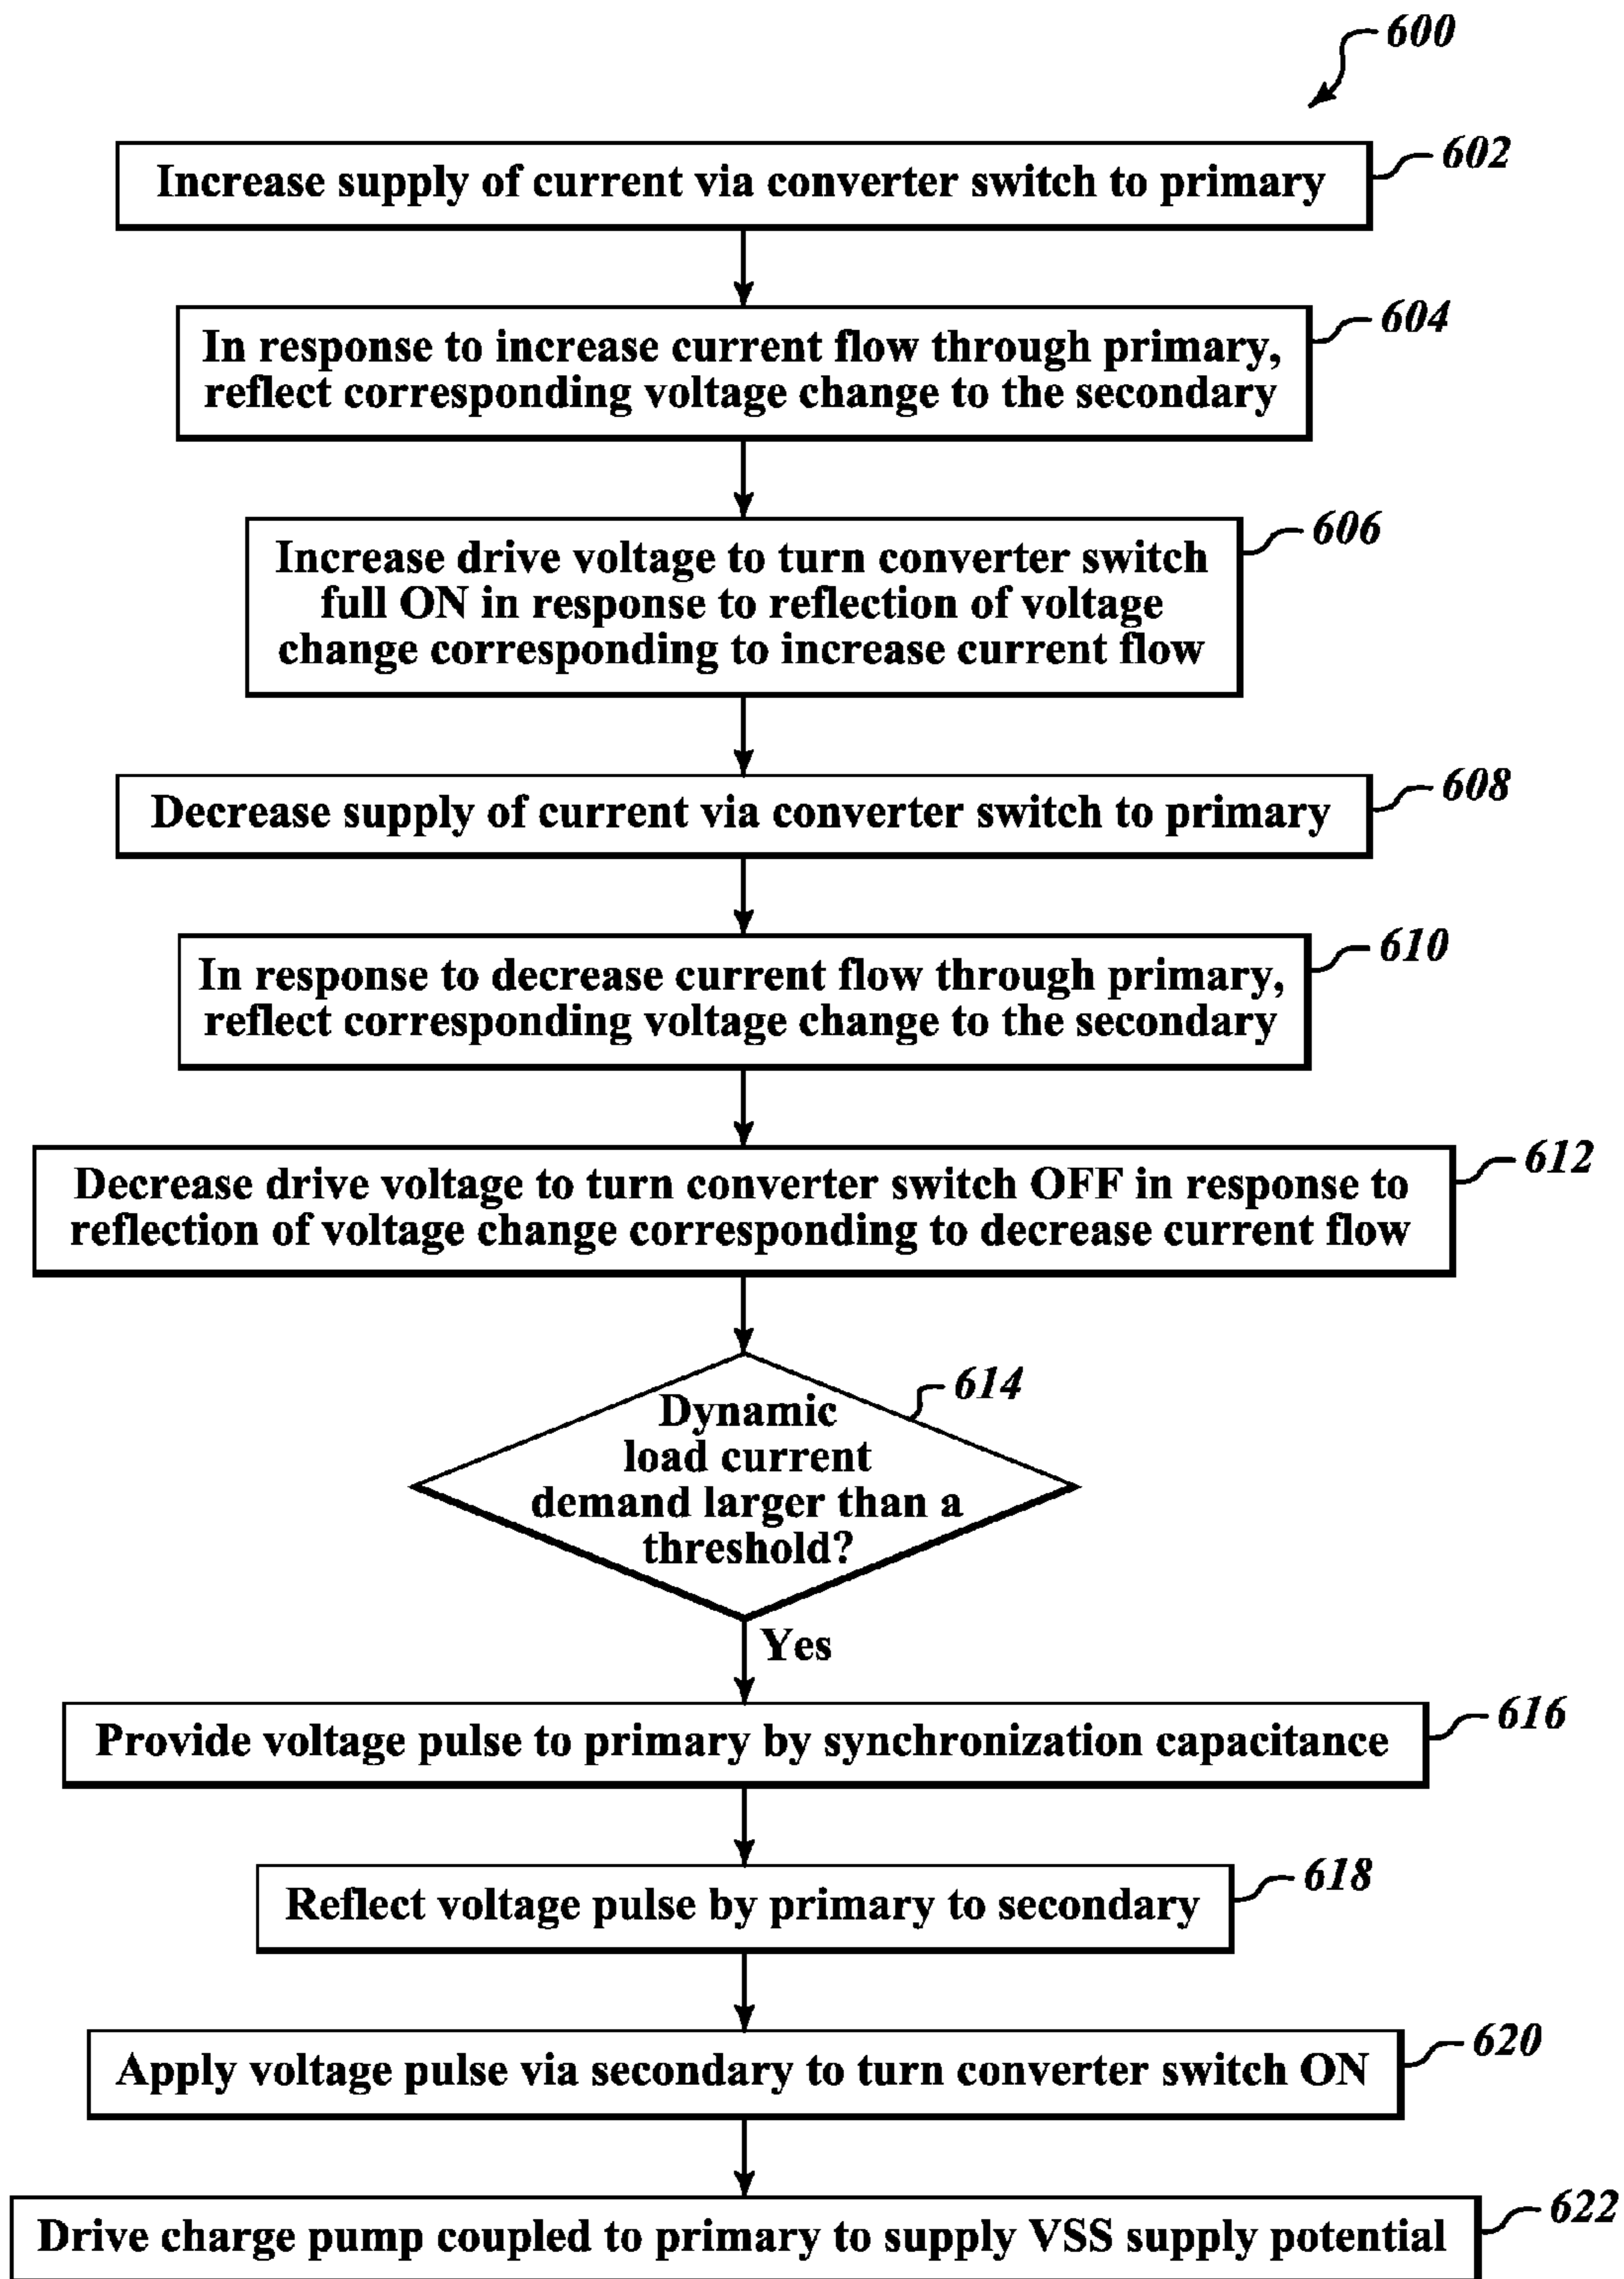 600
Increase supply of current via converter switch to primary
602
In response to increase current flow through primary,
reflect corresponding voltage change to the secondary
604
Increase drive voltage to turn converter switch
full ON in response to reflection of voltage
change corresponding to increase current flow
606
Decrease supply of current via converter switch to primary
608
In response to decrease current flow through primary,
reflect corresponding voltage change to the secondary
610
Decrease drive voltage to turn converter switch OFF in response to
reflection of voltage change corresponding to decrease current flow
612
Dynamic
load current
demand larger than a
threshold?
614
Yes
Provide voltage pulse to primary by synchronization capacitance
616
Reflect voltage pulse by primary to secondary
618
Apply voltage pulse via secondary to turn converter switch ON
620
Drive charge pump coupled to primary to supply VSS supply potential
622